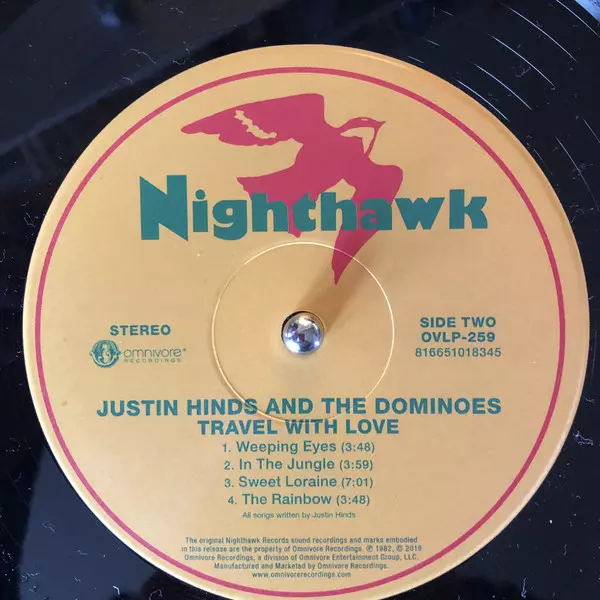 Nighthawk
STEREO
omnivore®
RECORDINGS
SIDE TWO
OVLP-259
816651018345
JUSTIN HINDS AND THE DOMINOES
TRAVEL WITH LOVE
1. Weeping Eyes (3:48)
2. In The Jungle (3:59)
3. Sweet Loraine (7:01)
4. The Rainbow (3:48)
All songs written by Justin Hinds
The original Nighthawk Records sound recordings and marks embodied
in this release are the property of Omnivore Recordings. ℗ 1982, © 2018
Omnivore Recordings, a division of Omnivore Entertainment Group, LLC.
Manufactured and Marketed by Omnivore Recordings.
www.omnivorerecordings.com